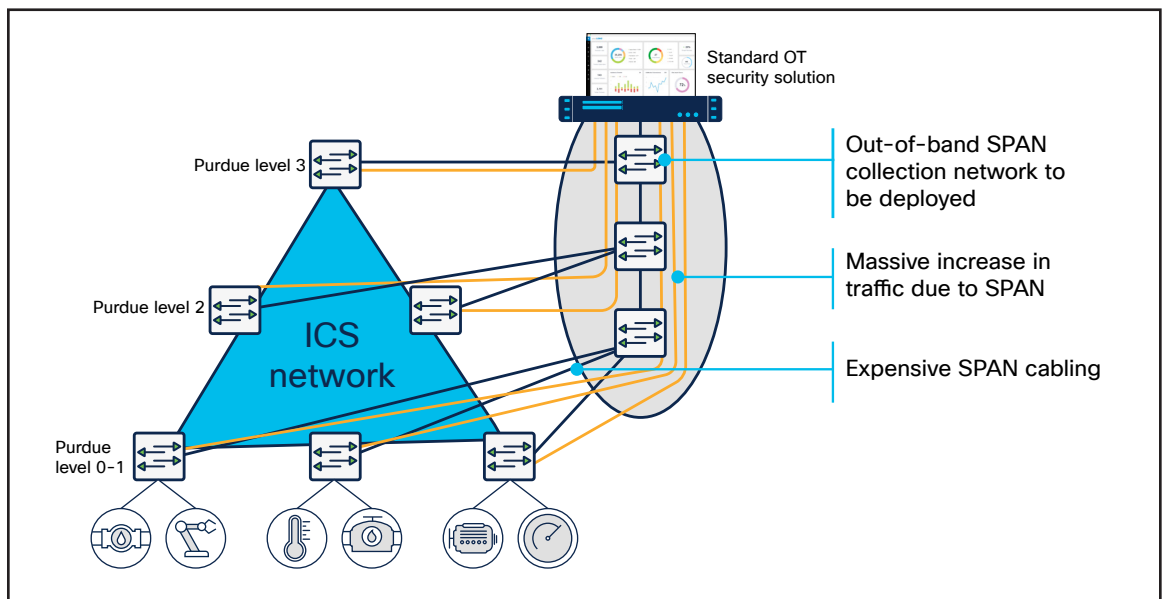 Standard OT
security solution
Purdue level 3
Out-of-band SPAN
collection network to
be deployed
Massive increase in
traffic due to SPAN
Purdue level 2
ICS
network
Expensive SPAN cabling
Purdue
level 0-1